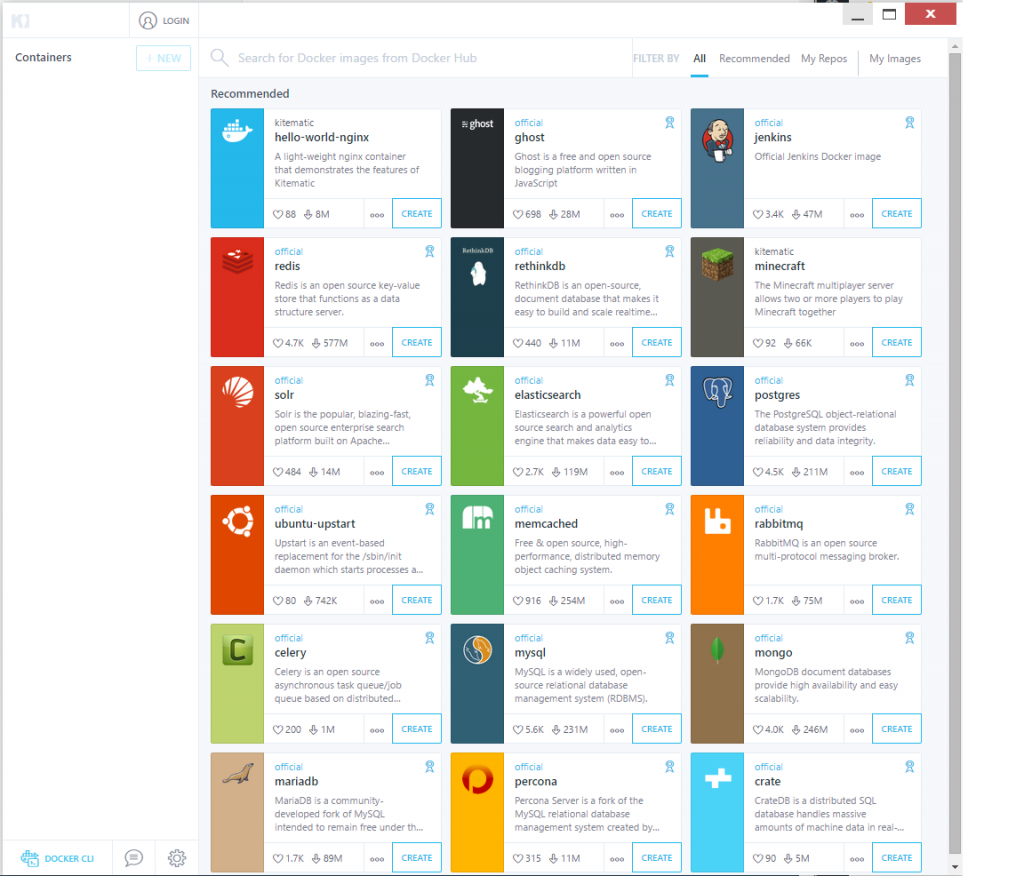 K
LOGIN
Containers
+ NEW
Search for Docker images from Docker Hub
FILTER BY All Recommended My Repos My Images
Recommended
kitematic
hello-world-nginx
A light-weight nginx container
that demonstrates the features of
Kitematic
88 8M CREATE
ghost
official
ghost
Ghost is a free and open source
blogging platform written in
JavaScript
698 28M CREATE
official
jenkins
Official Jenkins Docker image
3.4K 47M CREATE
official
redis
Redis is an open source key-value
store that functions as a data
structure server.
4.7K 577M CREATE
RethinkDB
official
rethinkdb
RethinkDB is an open-source,
document database that makes it
easy to build and scale realtime...
440 11M CREATE
kitematic
minecraft
The Minecraft multiplayer server
allows two or more players to play
Minecraft together
92 66K CREATE
official
solr
Solr is the popular, blazing-fast,
open source enterprise search
platform built on Apache...
484 14M CREATE
official
elasticsearch
Elasticsearch is a powerful open
source search and analytics
engine that makes data easy to...
2.7K 119M CREATE
official
postgres
The PostgreSQL object-relational
database system provides
reliability and data integrity.
4.5K 211M CREATE
official
ubuntu-upstart
Upstart is an event-based
replacement for the /sbin/init
daemon which starts processes a...
80 742K CREATE
m
official
memcached
Free & open source, high-
performance, distributed memory
object caching system.
916 254M CREATE
official
rabbitmq
RabbitMQ is an open source
multi-protocol messaging broker.
1.7K 75M CREATE
C
official
celery
Celery is an open source
asynchronous task queue/job
queue based on distributed...
200 1M CREATE
official
mysql
MySQL is a widely used, open-
source relational database
management system (RDBMS).
5.6K 231M CREATE
official
mongo
MongoDB document databases
provide high availability and easy
scalability.
4.0K 246M CREATE
official
mariadb
MariaDB is a community-
developed fork of MySQL
intended to remain free under th...
1.7K 89M CREATE
official
percona
Percona Server is a fork of the
MySQL relational database
management system created by...
315 11M CREATE
official
crate
CrateDB is a distributed SQL
database handles massive
amounts of machine data in real-...
90 5M CREATE
DOCKER CLI